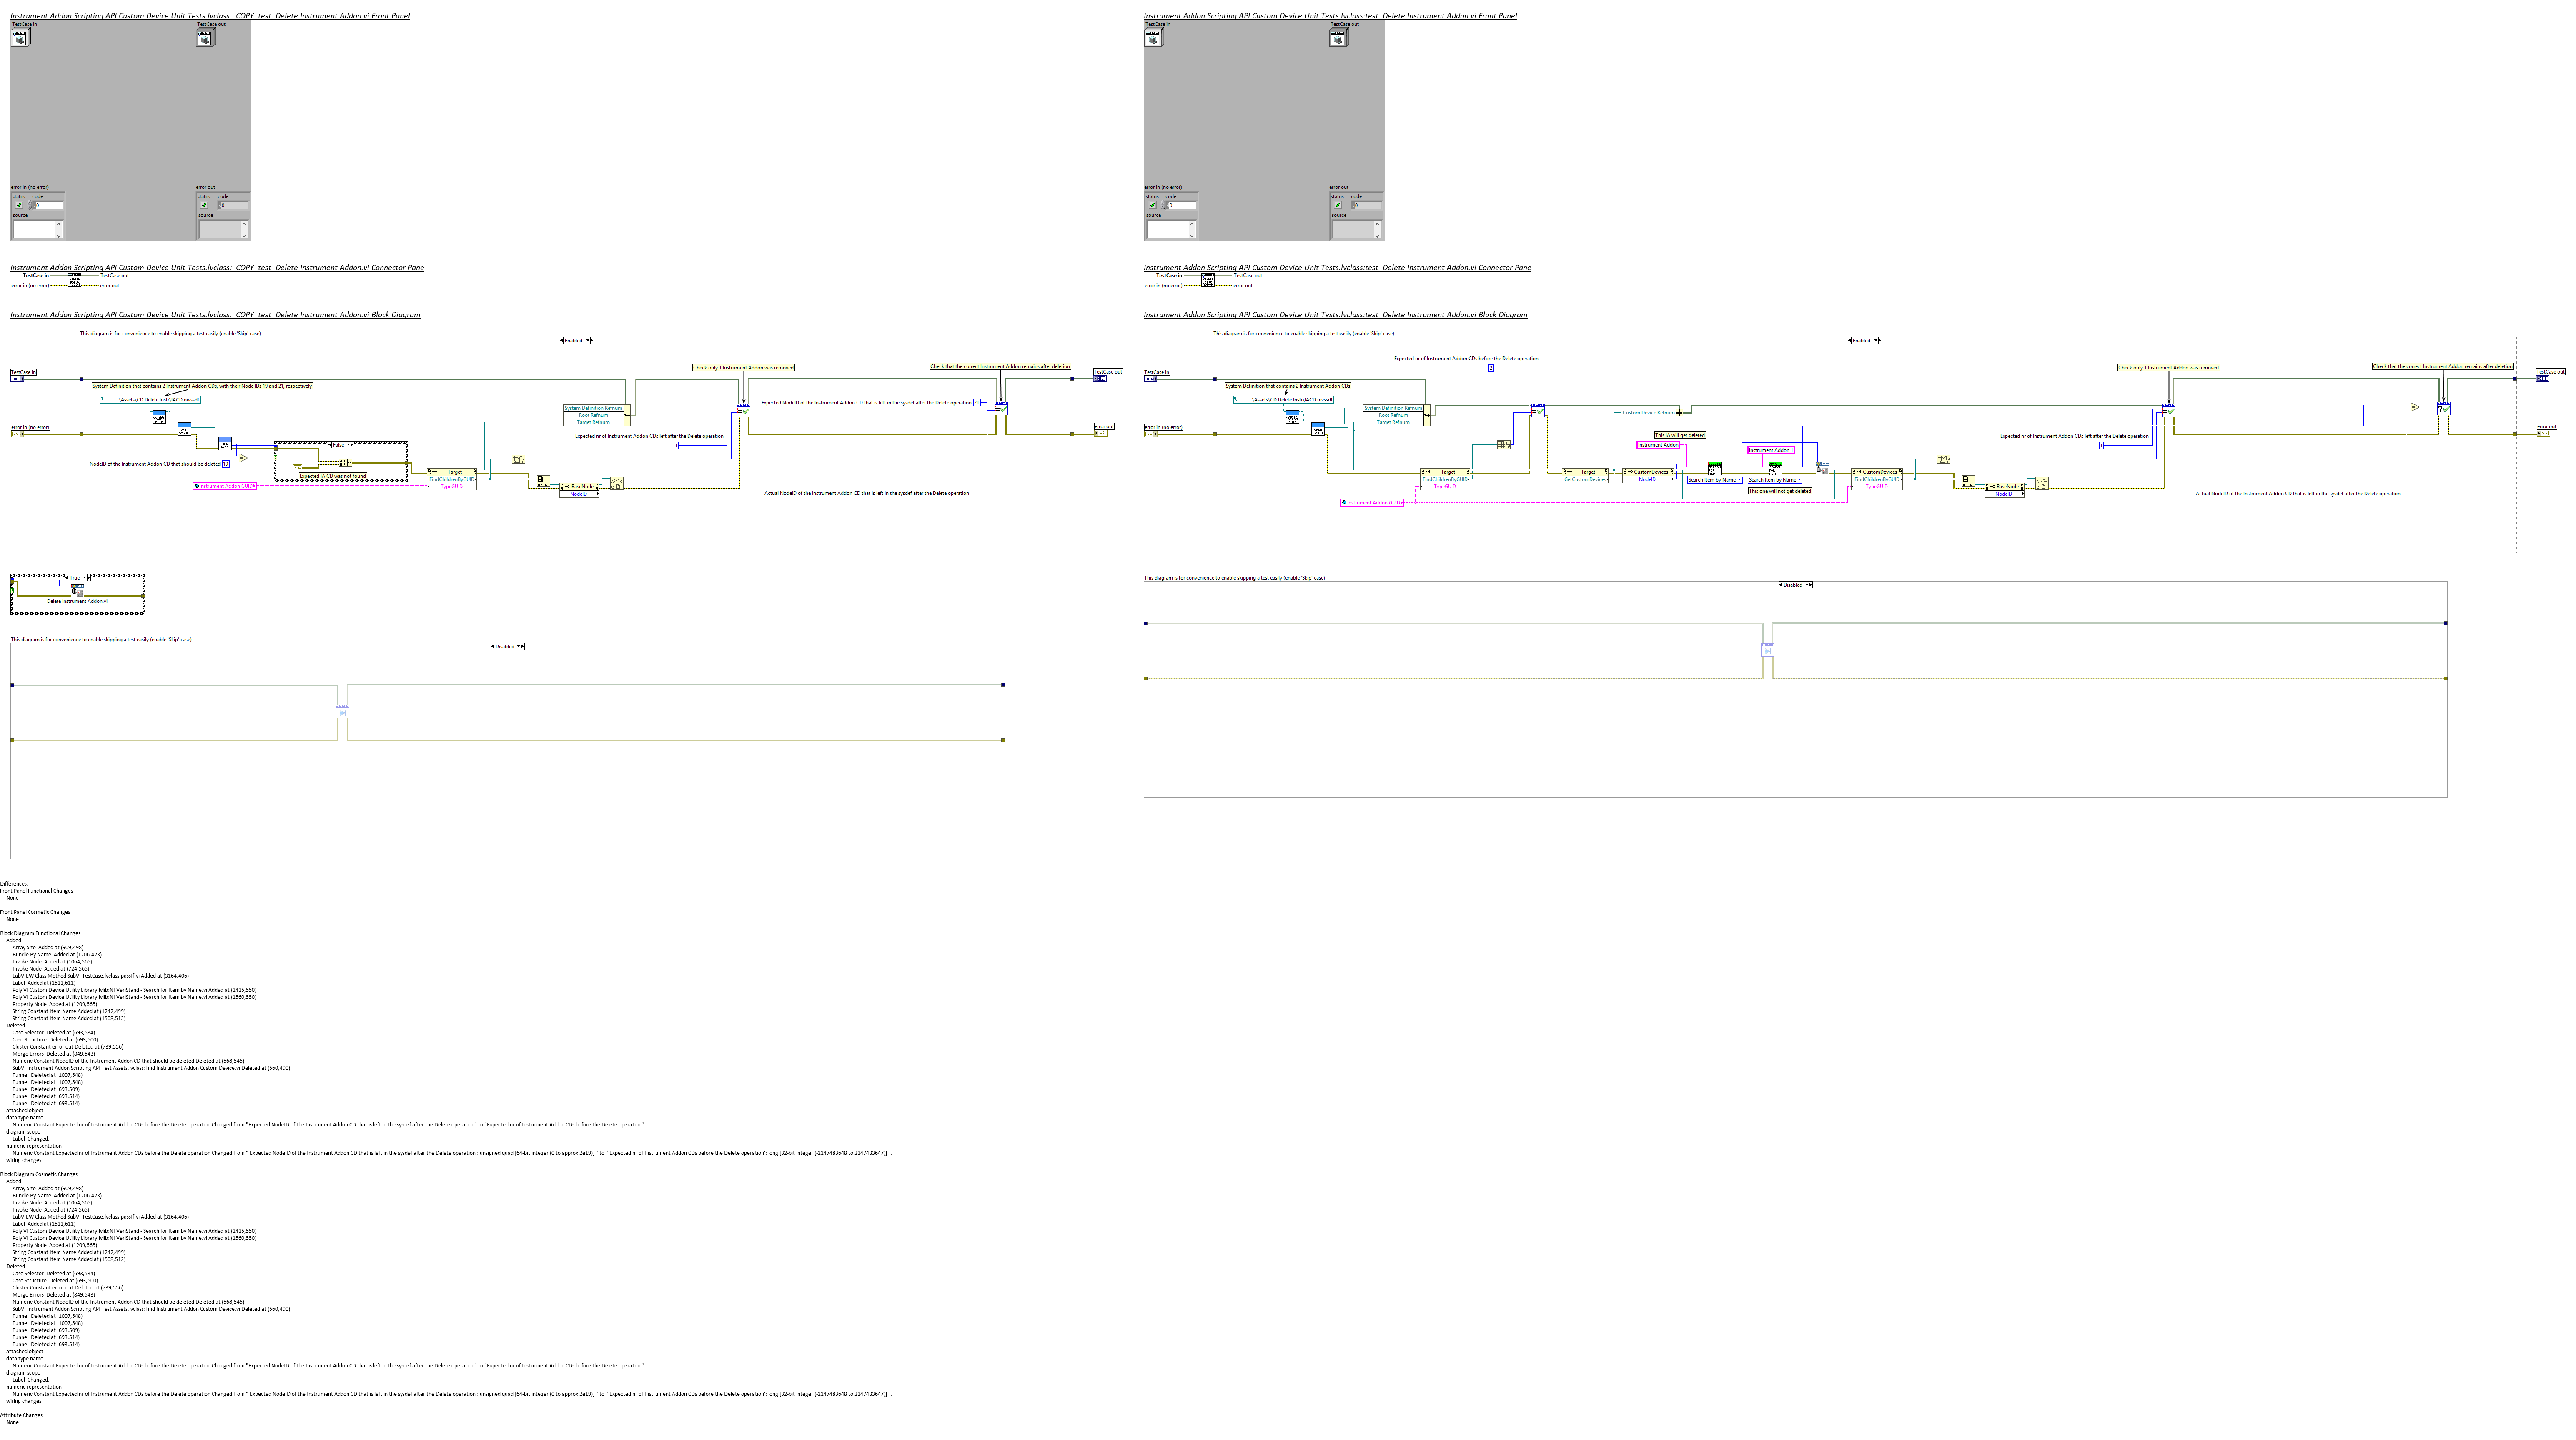 Instrument Addon Scripting API Custom Device Unit Tests.lvclass:_COPY_test_Delete Instrument Addon.vi Front Panel
TestCase in
TestCase out
error in (no error)
status code
0
source
error out
status code
0
source
Instrument Addon Scripting API Custom Device Unit Tests.lvclass:_COPY_test_Delete Instrument Addon.vi Connector Pane
TestCase in
TestCase out
error in (no error)
error out
Instrument Addon Scripting API Custom Device Unit Tests.lvclass:_COPY_test_Delete Instrument Addon.vi Block Diagram
This diagram is for convenience to enable skipping a test easily (enable 'Skip' case)
Enabled
TestCase in
System Definition that contains 2 Instrument Addon CDs, with their Node IDs 19 and 21, respectively
..\Assets\CD Delete Instr\IACD.nivssdf
Check only 1 Instrument Addon was removed
Check that the correct Instrument Addon remains after deletion
TestCase out
Expected NodeID of the Instrument Addon CD that is left in the sysdef after the Delete operation
21
System Definition Refnum
Root Refnum
Target Refnum
error in (no error)
error out
Expected nr of Instrument Addon CDs left after the Delete operation
1
False
NodeID of the Instrument Addon CD that should be deleted
19
Expected IA CD was not found
Target
FindChildrenByGUID
TypeGUID
Instrument Addon GUID
BaseNode
NodeID
Actual NodeID of the Instrument Addon CD that is left in the sysdef after the Delete operation
True
Delete Instrument Addon.vi
This diagram is for convenience to enable skipping a test easily (enable 'Skip' case)
Disabled
Instrument Addon Scripting API Custom Device Unit Tests.lvclass:test_Delete Instrument Addon.vi Front Panel
TestCase in
TestCase out
error in (no error)
status code
0
source
error out
status code
0
source
Instrument Addon Scripting API Custom Device Unit Tests.lvclass:test_Delete Instrument Addon.vi Connector Pane
TestCase in
TestCase out
error in (no error)
error out
Instrument Addon Scripting API Custom Device Unit Tests.lvclass:test_Delete Instrument Addon.vi Block Diagram
This diagram is for convenience to enable skipping a test easily (enable 'Skip' case)
Enabled
Expected nr of Instrument Addon CDs before the Delete operation
2
Check only 1 Instrument Addon was removed
Check that the correct Instrument Addon remains after deletion
TestCase in
TestCase out
System Definition that contains 2 Instrument Addon CDs
..\Assets\CD Delete Instr\IACD.nivssdf
System Definition Refnum
Root Refnum
Target Refnum
Custom Device Refnum
error in (no error)
error out
This IA will get deleted
Instrument Addon
Instrument Addon 1
Expected nr of Instrument Addon CDs left after the Delete operation
1
Target
FindChildrenByGUID
TypeGUID
Target
GetCustomDevices
CustomDevices
NodeID
Search Item by Name
Search Item by Name
This one will not get deleted
CustomDevices
FindChildrenByGUID
TypeGUID
BaseNode
NodeID
Actual NodeID of the Instrument Addon CD that is left in the sysdef after the Delete operation
Instrument Addon GUID
This diagram is for convenience to enable skipping a test easily (enable 'Skip' case)
Disabled
Differences:
Front Panel Functional Changes
None
Front Panel Cosmetic Changes
None
Block Diagram Functional Changes
Added
Array Size Added at (909,498)
Bundle By Name Added at (1206,423)
Invoke Node Added at (1064,565)
Invoke Node Added at (724,565)
LabVIEW Class Method SubVI TestCase.lvclass:passIf.vi Added at (3164,406)
Label Added at (1511,611)
Poly VI Custom Device Utility Library.lvlib:NI VeriStand - Search for Item by Name.vi Added at (1415,550)
Poly VI Custom Device Utility Library.lvlib:NI VeriStand - Search for Item by Name.vi Added at (1560,550)
Property Node Added at (1209,565)
String Constant Item Name Added at (1242,499)
String Constant Item Name Added at (1508,512)
Deleted
Case Selector Deleted at (693,534)
Case Structure Deleted at (693,500)
Cluster Constant error out Deleted at (739,556)
Merge Errors Deleted at (849,543)
Numeric Constant NodeID of the Instrument Addon CD that should be deleted Deleted at (568,545)
SubVI Instrument Addon Scripting API Test Assets.lvclass:Find Instrument Addon Custom Device.vi Deleted at (560,490)
Tunnel Deleted at (1007,548)
Tunnel Deleted at (1007,548)
Tunnel Deleted at (693,509)
Tunnel Deleted at (693,514)
Tunnel Deleted at (693,514)
attached object
data type name
Numeric Constant Expected nr of Instrument Addon CDs before the Delete operation Changed from "Expected NodeID of the Instrument Addon CD that is left in the sysdef after the Delete operation" to "Expected nr of Instrument Addon CDs before the Delete operation".
diagram scope
Label Changed.
numeric representation
Numeric Constant Expected nr of Instrument Addon CDs before the Delete operation Changed from "'Expected NodeID of the Instrument Addon CD that is left in the sysdef after the Delete operation': unsigned quad [64-bit integer (0 to approx 2e19)] " to "'Expected nr of Instrument Addon CDs before the Delete operation': long [32-bit integer (-2147483648 to 2147483647)] ".
wiring changes
Block Diagram Cosmetic Changes
Added
Array Size Added at (909,498)
Bundle By Name Added at (1206,423)
Invoke Node Added at (1064,565)
Invoke Node Added at (724,565)
LabVIEW Class Method SubVI TestCase.lvclass:passIf.vi Added at (3164,406)
Label Added at (1511,611)
Poly VI Custom Device Utility Library.lvlib:NI VeriStand - Search for Item by Name.vi Added at (1415,550)
Poly VI Custom Device Utility Library.lvlib:NI VeriStand - Search for Item by Name.vi Added at (1560,550)
Property Node Added at (1209,565)
String Constant Item Name Added at (1242,499)
String Constant Item Name Added at (1508,512)
Deleted
Case Selector Deleted at (693,534)
Case Structure Deleted at (693,500)
Cluster Constant error out Deleted at (739,556)
Merge Errors Deleted at (849,543)
Numeric Constant NodeID of the Instrument Addon CD that should be deleted Deleted at (568,545)
SubVI Instrument Addon Scripting API Test Assets.lvclass:Find Instrument Addon Custom Device.vi Deleted at (560,490)
Tunnel Deleted at (1007,548)
Tunnel Deleted at (1007,548)
Tunnel Deleted at (693,509)
Tunnel Deleted at (693,514)
Tunnel Deleted at (693,514)
attached object
data type name
Numeric Constant Expected nr of Instrument Addon CDs before the Delete operation Changed from "Expected NodeID of the Instrument Addon CD that is left in the sysdef after the Delete operation" to "Expected nr of Instrument Addon CDs before the Delete operation".
diagram scope
Label Changed.
numeric representation
Numeric Constant Expected nr of Instrument Addon CDs before the Delete operation Changed from "'Expected NodeID of the Instrument Addon CD that is left in the sysdef after the Delete operation': unsigned quad [64-bit integer (0 to approx 2e19)] " to "'Expected nr of Instrument Addon CDs before the Delete operation': long [32-bit integer (-2147483648 to 2147483647)] ".
wiring changes
Attribute Changes
None